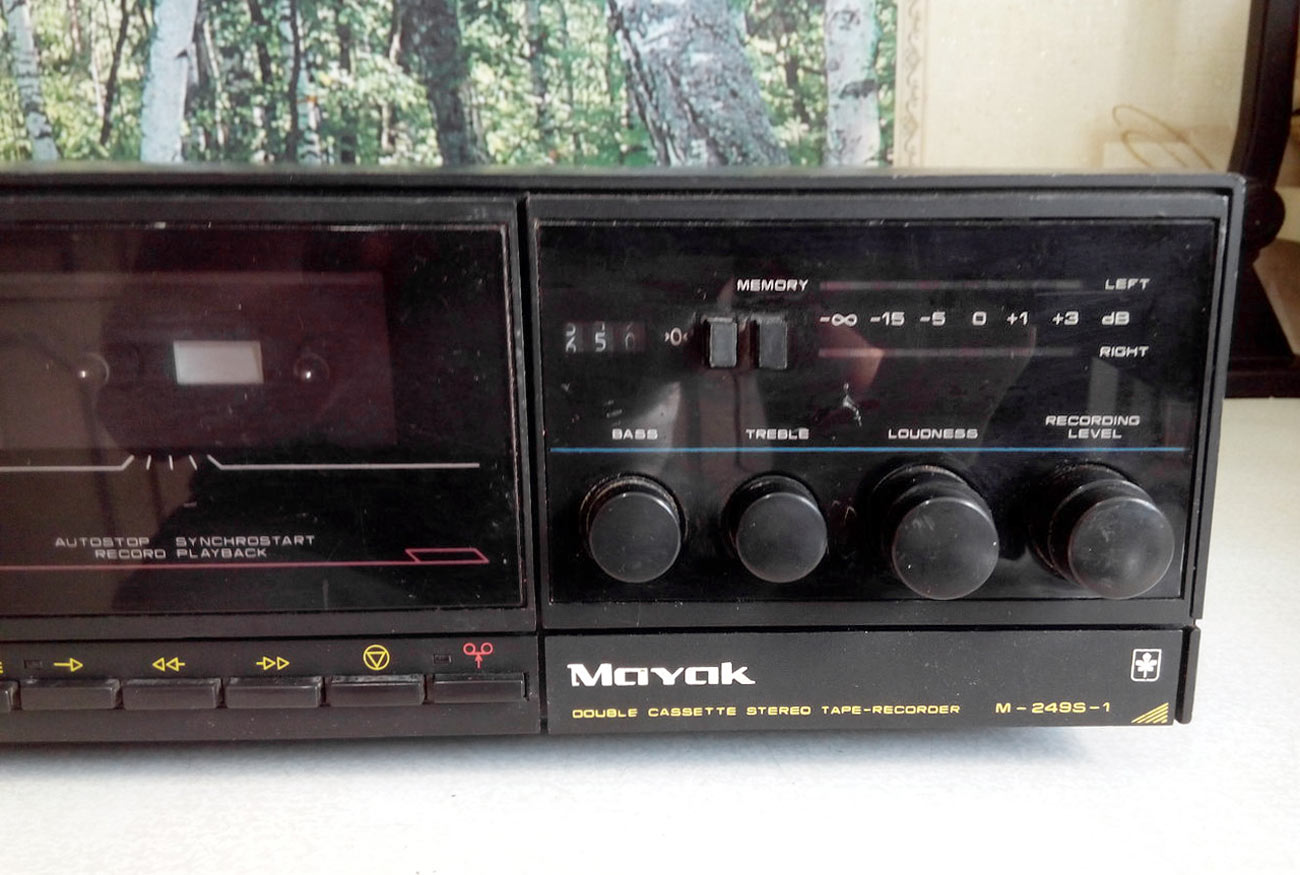 MEMORY
LEFT
-∞ -15 -5 0 +1 +3 dB
›0‹
RIGHT
BASS TREBLE LOUDNESS RECORDING
LEVEL
AUTOSTOP SYNCHROSTART
RECORD PLAYBACK
Mayak
DOUBLE CASSETTE STEREO TAPE-RECORDER M-249S-1